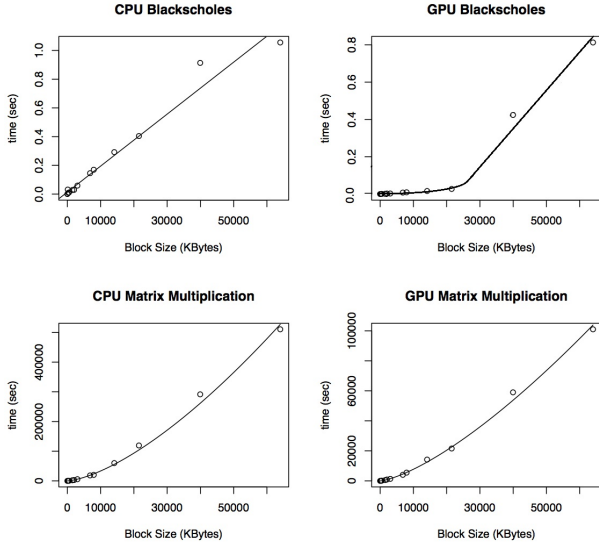 CPU Blackscholes
time (sec)
0.0 0.2 0.4 0.6 0.8 1.0
0 10000 30000 50000
Block Size (KBytes)
GPU Blackscholes
time (sec)
0.0 0.2 0.4 0.6 0.8
0 10000 30000 50000
Block Size (KBytes)
CPU Matrix Multiplication
time (sec)
0 200000 400000
0 10000 30000 50000
Block Size (KBytes)
GPU Matrix Multiplication
time (sec)
0 20000 60000 100000
0 10000 30000 50000
Block Size (KBytes)